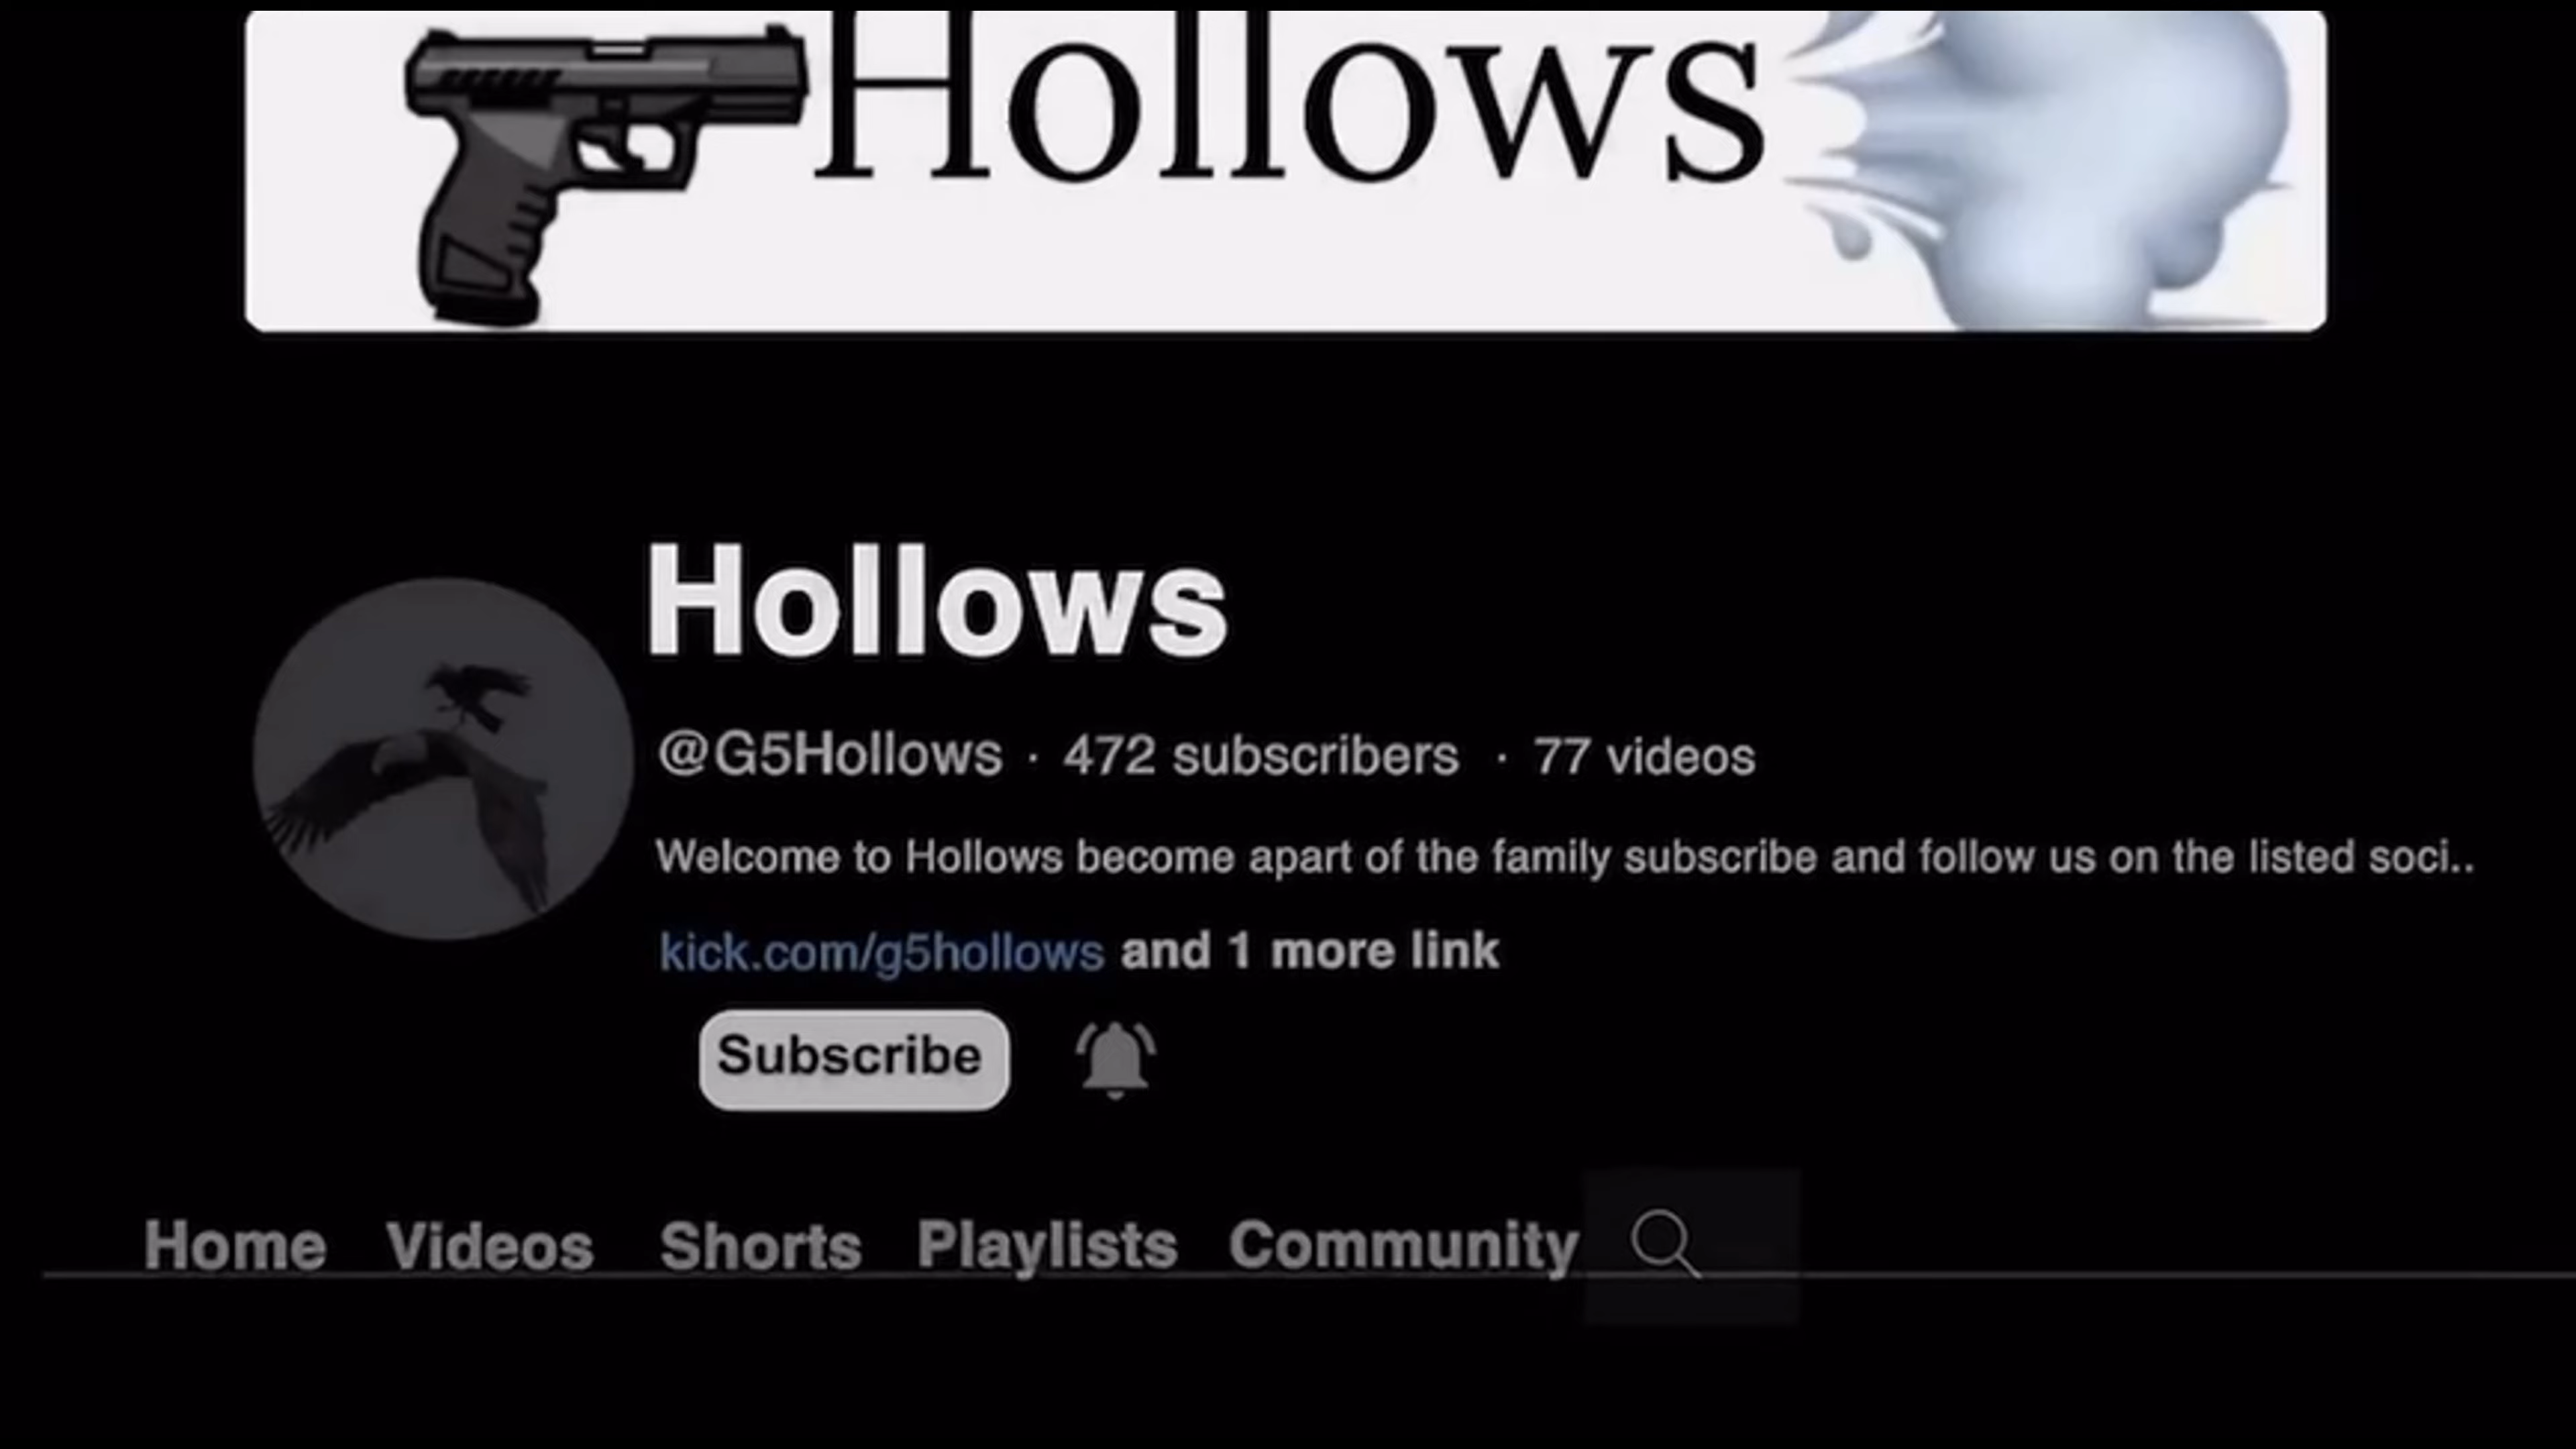 Hollows
Hollows
@G5Hollows · 472 subscribers · 77 videos
Welcome to Hollows become apart of the family subscribe and follow us on the listed soci..
kick.com/g5hollows and 1 more link
Subscribe
Home Videos Shorts Playlists Community